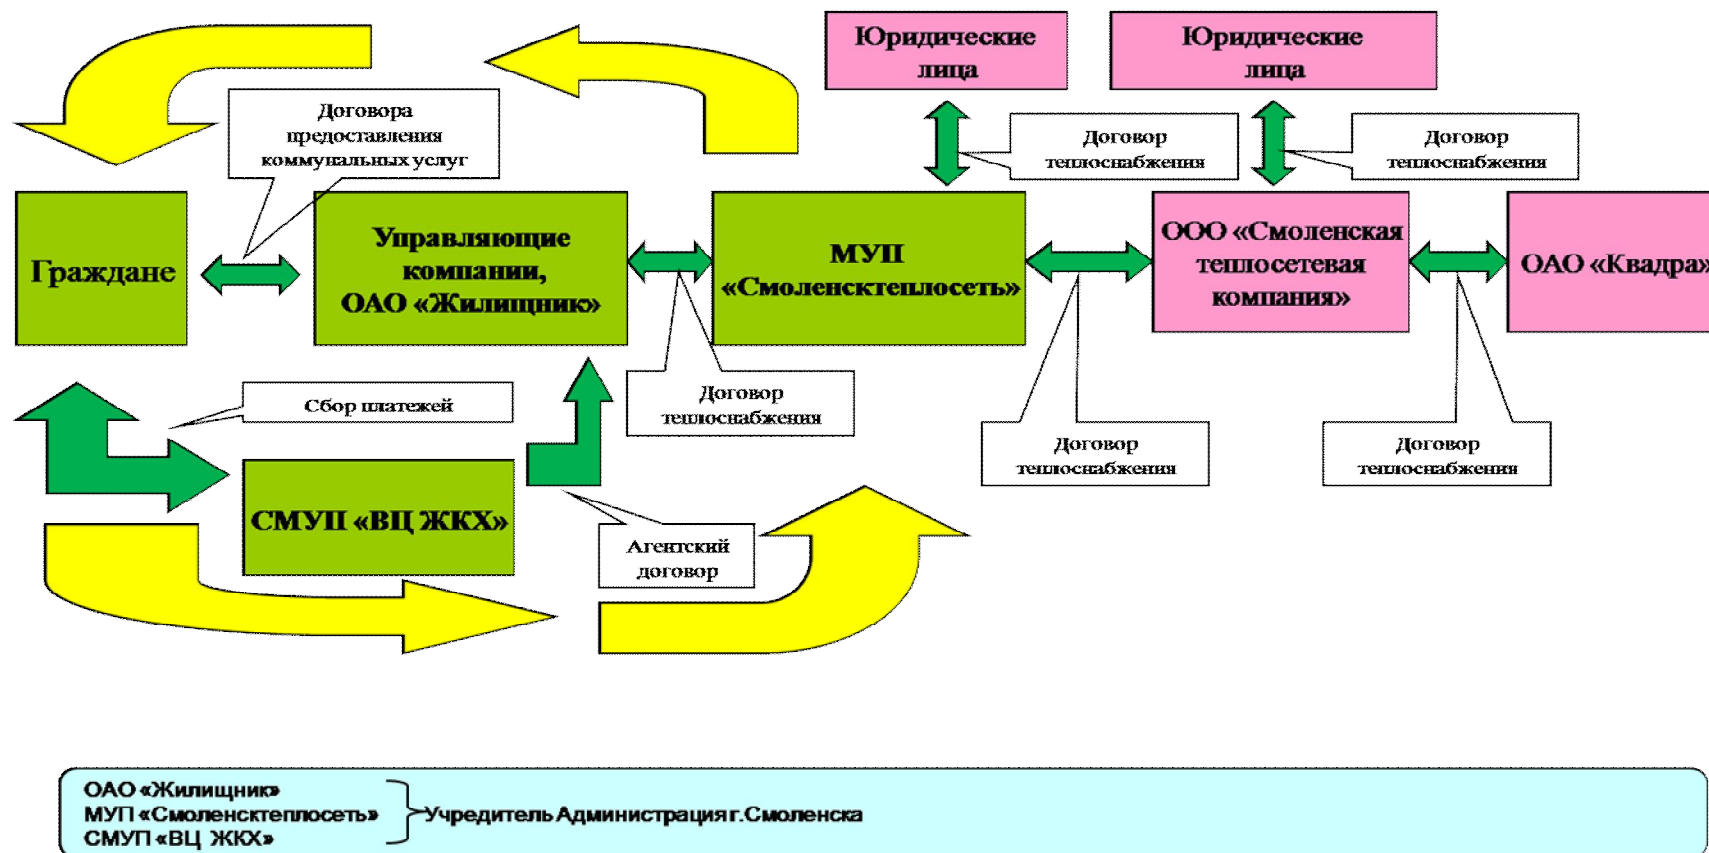 Юридические
лица
Юридические
лица
Договора
предоставления
коммунальных услуг
Договор
теплоснабжения
Договор
теплоснабжения
Граждане
Управляющие
компании,
ОАО «Жилищник»
МУП
«Смоленсктеплосеть»
ООО «Смоленская
теплосетевая
компания»
ОАО «Квадра»
Сбор платежей
Договор
теплоснабжения
Договор
теплоснабжения
Договор
теплоснабжения
СМУП «ВЦ ЖКХ»
Агентский
договор
ОАО «Жилищник»
МУП «Смоленсктеплосеть»
СМУП «ВЦ ЖКХ»
Учредитель Администрация г.Смоленска